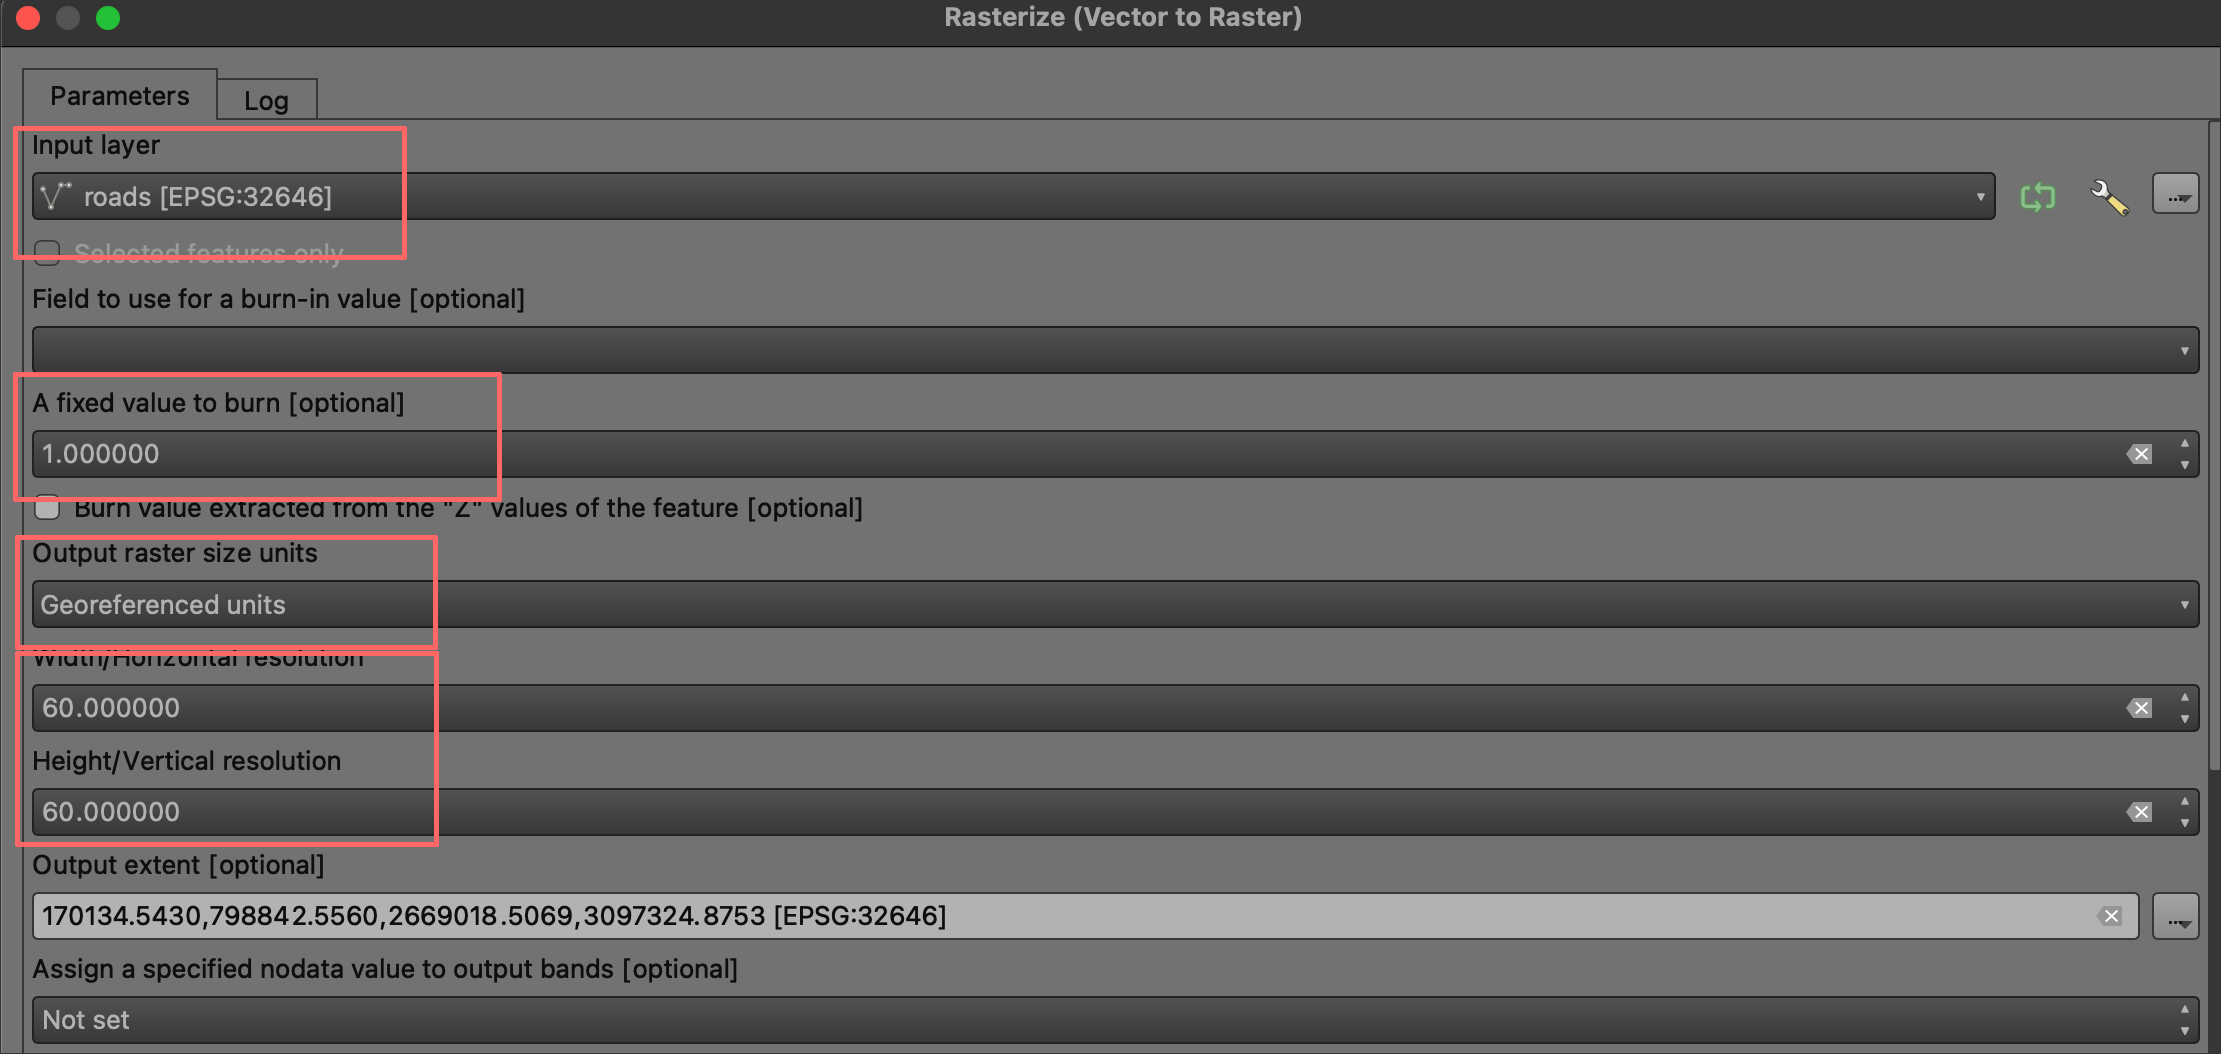 Rasterize (Vector to Raster)
Parameters
Log
Input layer
roads [EPSG:32646]
...
Selected features only
Field to use for a burn-in value [optional]
A fixed value to burn [optional]
1.000000
Burn value extracted from the "Z" values of the feature [optional]
Output raster size units
Georeferenced units
Width/Horizontal resolution
60.000000
Height/Vertical resolution
60.000000
Output extent [optional]
170134.5430,798842.5560,2669018.5069,3097324.8753 [EPSG:32646]
...
Assign a specified nodata value to output bands [optional]
Not set